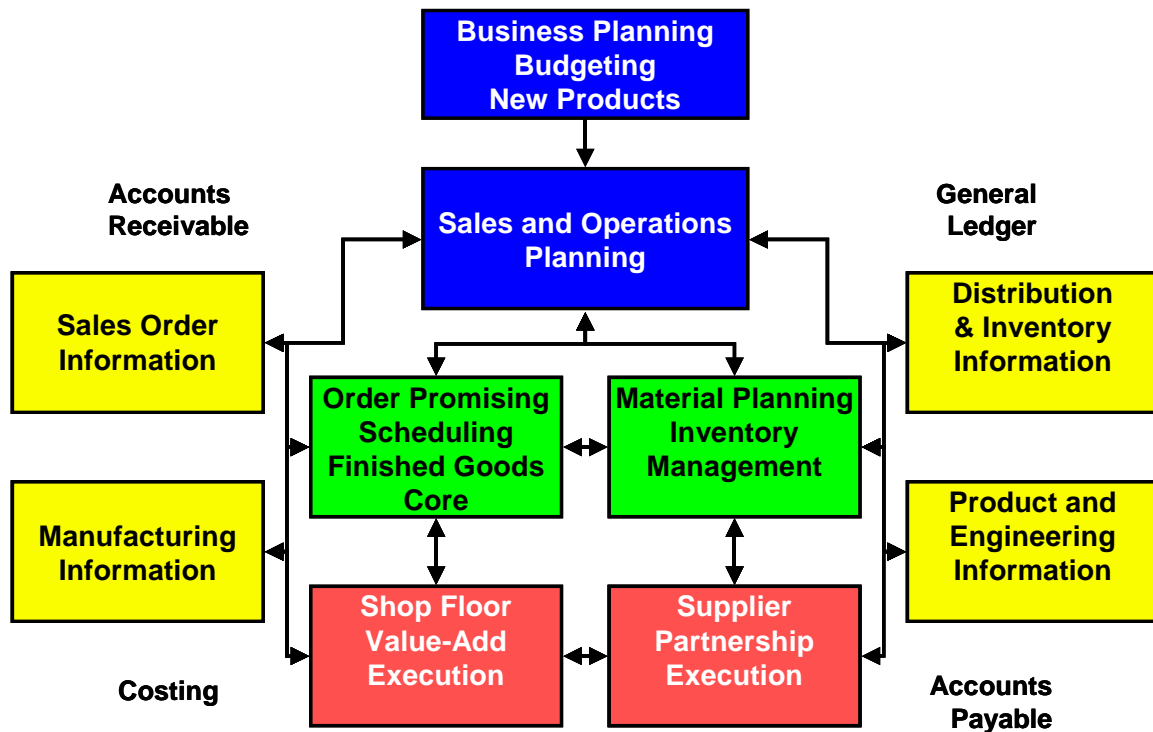 Business Planning
Budgeting
New Products
Accounts
Receivable
Sales and Operations
Planning
General
Ledger
Sales Order
Information
Distribution
& Inventory
Information
Order Promising
Scheduling
Finished Goods
Core
Material Planning
Inventory
Management
Manufacturing
Information
Product and
Engineering
Information
Shop Floor
Value-Add
Execution
Supplier
Partnership
Execution
Costing
Accounts
Payable